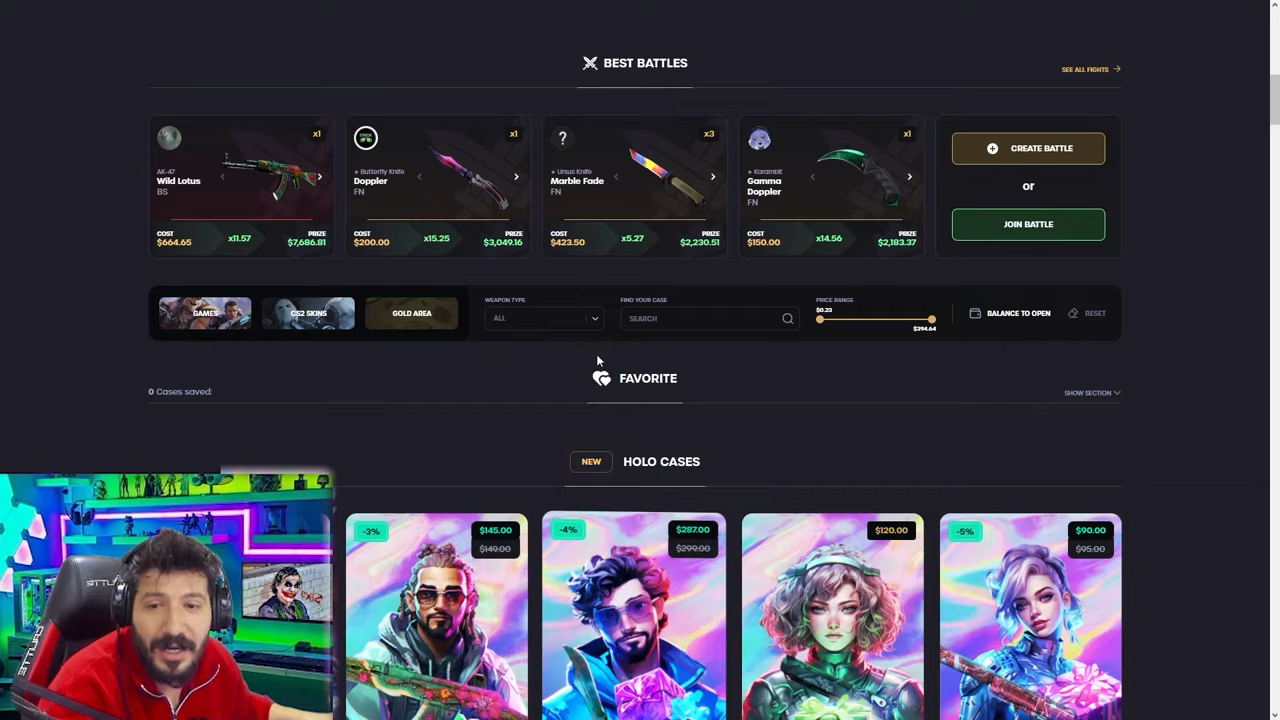 BEST BATTLES
SEE ALL FIGHTS
x1
AK-47
Wild Lotus
BS
COST
$664.65
x11.57
PRIZE
$7,686.81
x1
★ Butterfly Knife
Doppler
FN
COST
$200.00
x15.25
PRIZE
$3,049.16
?
x3
★ Ursus Knife
Marble Fade
FN
COST
$423.50
x5.27
PRIZE
$2,230.51
x1
★ Karambit
Gamma
Doppler
FN
COST
$150.00
x14.56
PRIZE
$2,183.37
CREATE BATTLE
or
JOIN BATTLE
GAMES
CS2 SKINS
GOLD AREA
WEAPON TYPE
ALL
FIND YOUR CASE
SEARCH
PRICE RANGE
$0.23
$394.64
BALANCE TO OPEN
RESET
FAVORITE
0 Cases saved:
SHOW SECTION
NEW
HOLO CASES
-3%
$145.00
$149.00
-4%
$287.00
$299.00
$120.00
-5%
$90.00
$95.00